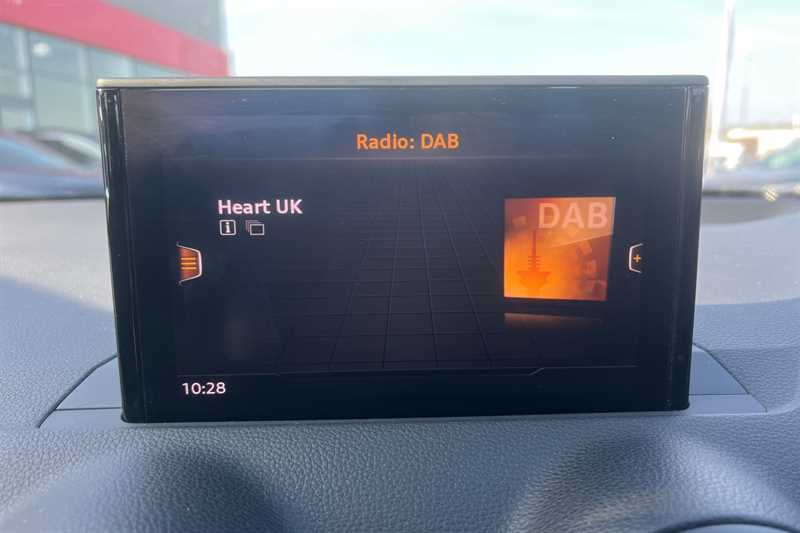 Radio: DAB
Heart UK
DAB
10:28